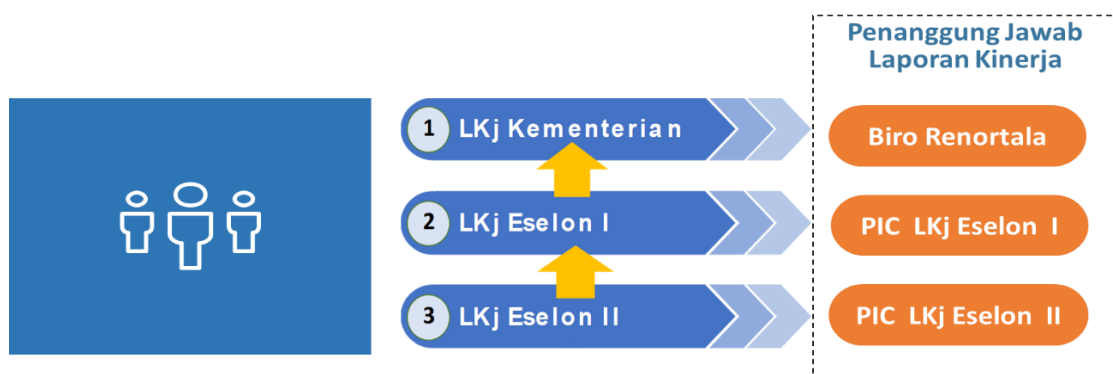 Penanggung Jawab
Laporan Kinerja
1 LKj Kementerian
Biro Renortala
2 LKj Eselon I
PIC LKj Eselon I
3 LKj Eselon II
PIC LKj Eselon II